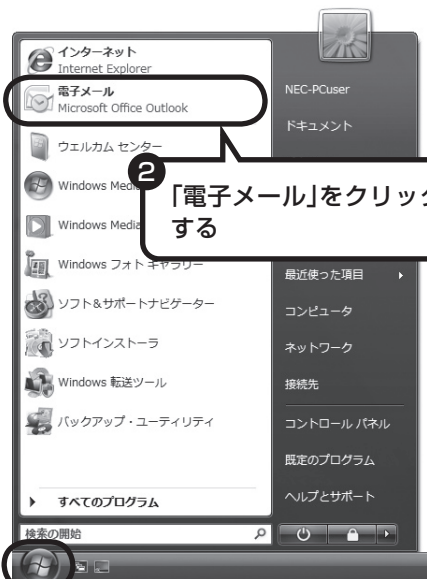 インターネット
Internet Explorer
電子メール
Microsoft Office Outlook
ウェルカム センター
Windows Media
Windows Media
Windows フォト ギャラリー
ソフト&サポートナビゲーター
ソフトインストーラ
Windows 転送ツール
バックアップ・ユーティリティ
すべてのプログラム
検索の開始
NEC-PCuser
ドキュメント
❷
「電子メール」をクリック
する
最近使った項目
コンピュータ
ネットワーク
接続先
コントロール パネル
既定のプログラム
ヘルプとサポート